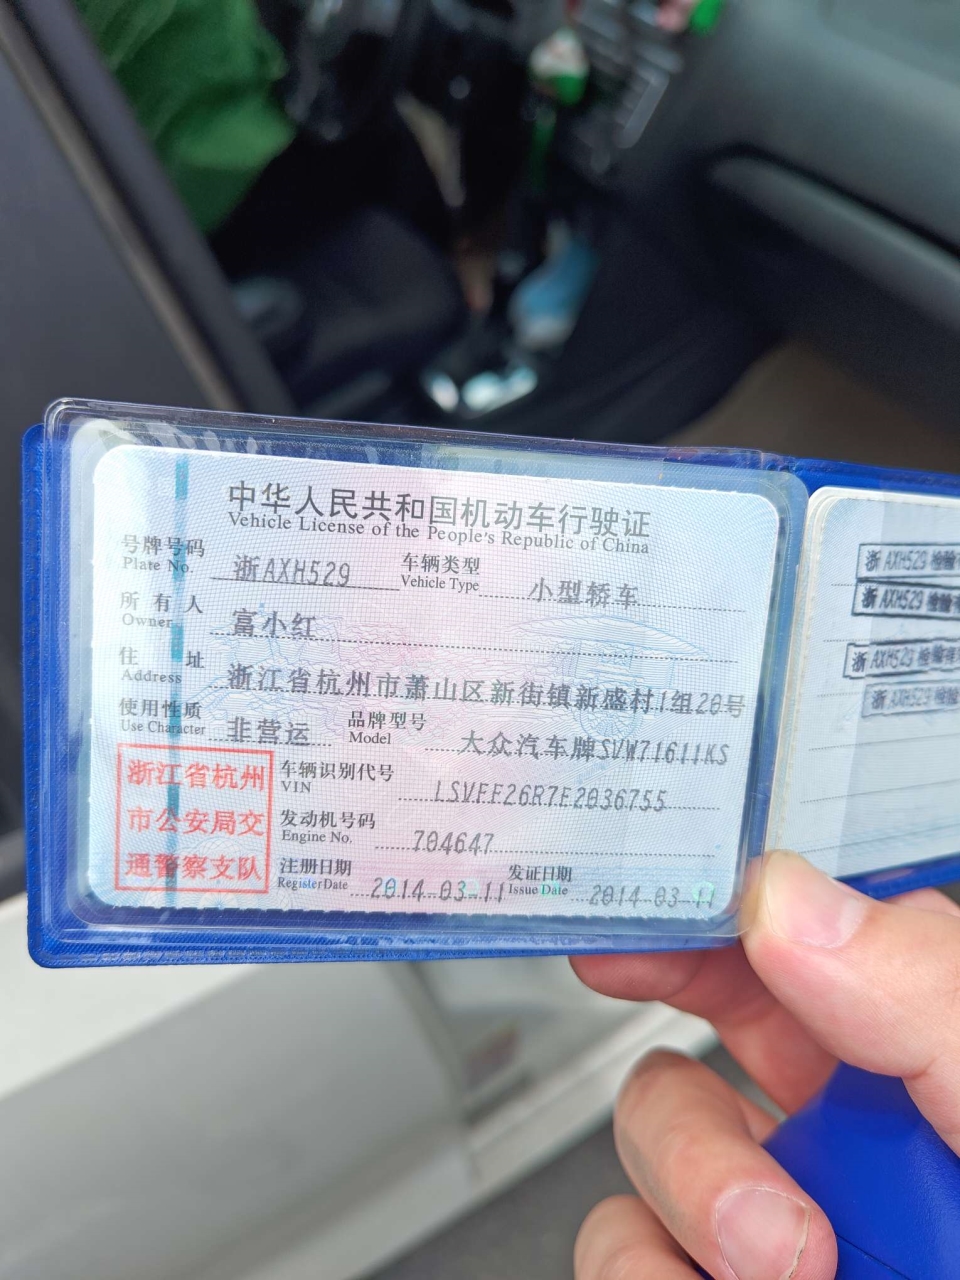 中华人民共和国机动车行驶证
Vehicle License of the People's Republic of China
号牌号码 浙AXH529 车辆类型 小型轿车
Plate No. Vehicle Type
所有人 富小红
Owner
住址 浙江省杭州市萧山区新街镇新盛村1组20号
Address
使用性质 非营运 品牌型号 大众汽车牌SVW71611KS
Use Character Model
浙江省杭州
市公安局交
通警察支队
车辆识别代号 LSVFF26R7E2036755
VIN
发动机号码 704647
Engine No.
注册日期 2014-03-11 发证日期 2014-03-11
Register Date Issue Date
浙AXH529 检验
浙AXH529 检验
浙AXH529 检验
浙AXH529 检验